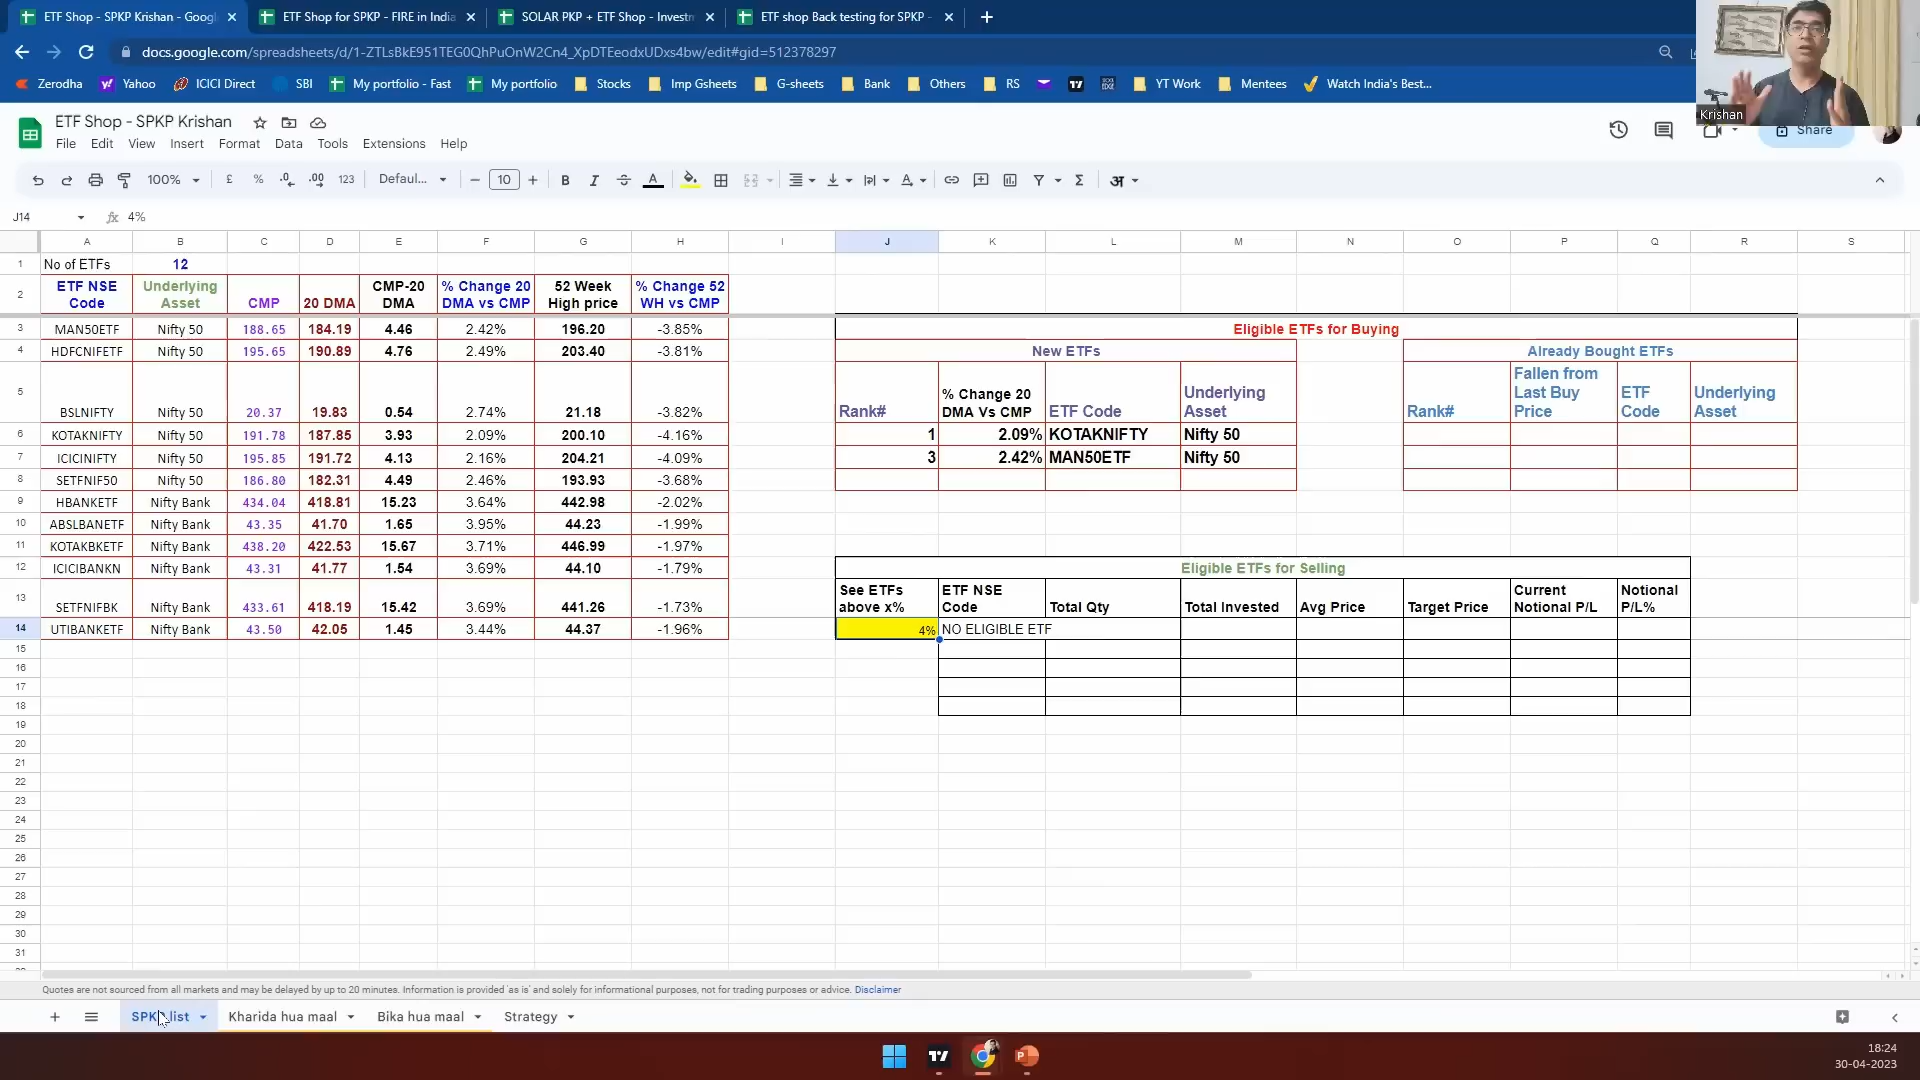 ETF Shop - SPKP Krishan - Googl
ETF Shop for SPKP - FIRE in India
SOLAR PKP + ETF Shop - Investm
ETF shop Back testing for SPKP -
docs.google.com/spreadsheets/d/1-ZTLsBkE951TEG0QhPuOnW2Cn4_XpDTEeodxUDxs4bw/edit#gid=512378297
Zerodha Yahoo ICICI Direct SBI My portfolio - Fast My portfolio Stocks Imp Gsheets G-sheets Bank Others RS YT Work Mentees Watch India's Best...
Krishan
ETF Shop - SPKP Krishan
Share
File Edit View Insert Format Data Tools Extensions Help
100% £ % .0 .00 123 Defaul... 10 B I A अ
J14 fx 4%
A B C D E F G H I J K L M N O P Q R S
1 No of ETFs 12
2 ETF NSE Code Underlying Asset CMP 20 DMA CMP-20 DMA % Change 20 DMA vs CMP 52 Week High price % Change 52 WH vs CMP
3 MAN50ETF Nifty 50 188.65 184.19 4.46 2.42% 196.20 -3.85% Eligible ETFs for Buying
4 HDFCNIFETF Nifty 50 195.65 190.89 4.76 2.49% 203.40 -3.81% New ETFs Already Bought ETFs
5 BSLNIFTY Nifty 50 20.37 19.83 0.54 2.74% 21.18 -3.82% Rank# % Change 20 DMA Vs CMP ETF Code Underlying Asset Rank# Fallen from Last Buy Price ETF Code Underlying Asset
6 KOTAKNIFTY Nifty 50 191.78 187.85 3.93 2.09% 200.10 -4.16% 1 2.09% KOTAKNIFTY Nifty 50
7 ICICINIFTY Nifty 50 195.85 191.72 4.13 2.16% 204.21 -4.09% 3 2.42% MAN50ETF Nifty 50
8 SETFNIF50 Nifty 50 186.80 182.31 4.49 2.46% 193.93 -3.68%
9 HBANKETF Nifty Bank 434.04 418.81 15.23 3.64% 442.98 -2.02%
10 ABSLBANETF Nifty Bank 43.35 41.70 1.65 3.95% 44.23 -1.99%
11 KOTAKBKETF Nifty Bank 438.20 422.53 15.67 3.71% 446.99 -1.97%
12 ICICIBANKN Nifty Bank 43.31 41.77 1.54 3.69% 44.10 -1.79% Eligible ETFs for Selling
13 SETFNIFBK Nifty Bank 433.61 418.19 15.42 3.69% 441.26 -1.73% See ETFs above x% ETF NSE Code Total Qty Total Invested Avg Price Target Price Current Notional P/L Notional P/L%
14 UTIBANKETF Nifty Bank 43.50 42.05 1.45 3.44% 44.37 -1.96% 4% NO ELIGIBLE ETF
15
16
17
18
19
20
21
22
23
24
25
26
27
28
29
30
31
Quotes are not sourced from all markets and may be delayed by up to 20 minutes. Information is provided 'as is' and solely for informational purposes, not for trading purposes or advice. Disclaimer
SPKP list Kharida hua maal Bika hua maal Strategy
18:24
30-04-2023